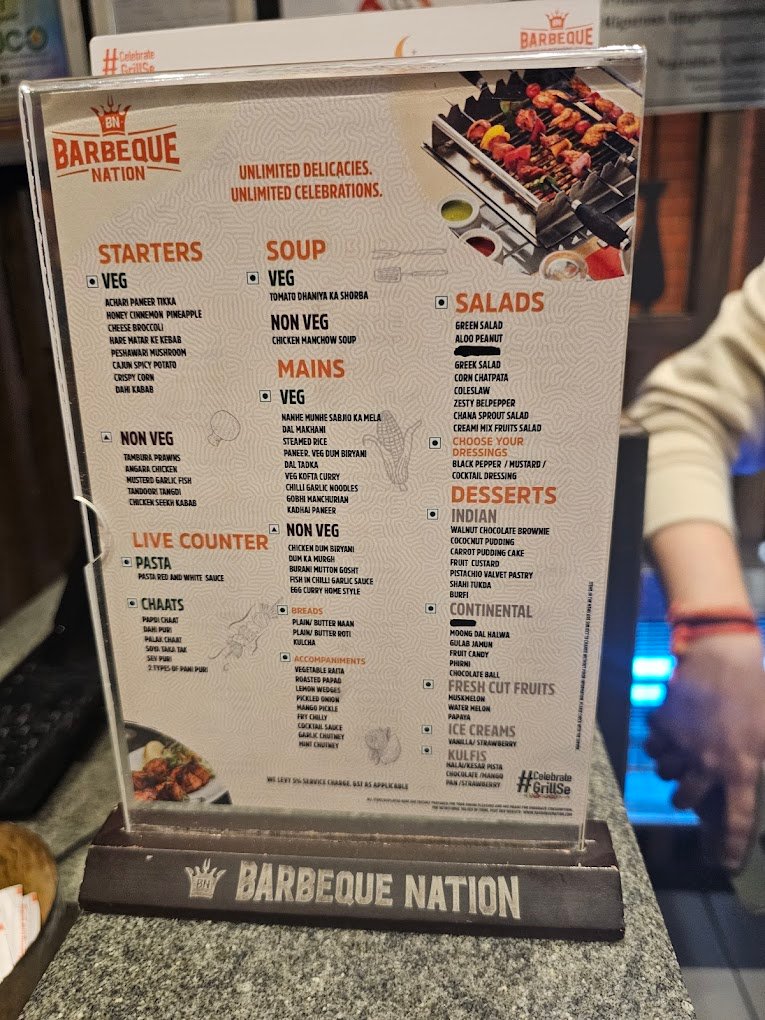 #Celebrate
GrillSe
BARBEQUE
BN
BARBEQUE
NATION
UNLIMITED DELICACIES.
UNLIMITED CELEBRATIONS.
STARTERS
VEG
ACHARI PANEER TIKKA
HONEY CINNEMON PINEAPPLE
CHEESE BROCCOLI
HARE MATAR KE KEBAB
PESHAWARI MUSHROOM
CAJUN SPICY POTATO
CRISPY CORN
DAHI KABAB
NON VEG
TAMBURA PRAWNS
ANGARA CHICKEN
MUSTERD GARLIC FISH
TANDOORI TANGDI
CHICKEN SEEKH KABAB
LIVE COUNTER
PASTA
PASTA RED AND WHITE SAUCE
CHAATS
PAPDI CHAAT
DAHI PURI
PALAK CHAAT
SOYA TAKA TAK
SEV PURI
2 TYPES OF PANI PURI
SOUP
VEG
TOMATO DHANIYA KA SHORBA
NON VEG
CHICKEN MANCHOW SOUP
MAINS
VEG
NANHE MUNHE SABJIO KA MELA
DAL MAKHANI
STEAMED RICE
PANEER. VEG DUM BIRYANI
DAL TADKA
VEG KOFTA CURRY
CHILLI GARLIC NOODLES
GOBHI MANCHURIAN
KADHAI PANEER
NON VEG
CHICKEN DUM BIRYANI
DUM KA MURGH
BURANI MUTTON GOSHT
FISH IN CHILLI GARLIC SAUCE
EGG CURRY HOME STYLE
BREADS
PLAIN/ BUTTER NAAN
PLAIN/ BUTTER ROTI
KULCHA
ACCOMPANIMENTS
VEGETABLE RAITA
ROASTED PAPAD
LEMON WEDGES
PICKLED ONION
MANGO PICKLE
FRY CHILLY
COCKTAIL SAUCE
GARLIC CHUTNEY
MINT CHUTNEY
SALADS
GREEN SALAD
ALOO PEANUT
GREEK SALAD
CORN CHATPATA
COLESLAW
ZESTY BELPEPPER
CHANA SPROUT SALAD
CREAMI MIX FRUITS SALAD
CHOOSE YOUR
DRESSINGS
BLACK PEPPER / MUSTARD /
COCKTAIL DRESSING
DESSERTS
INDIAN
WALNUT CHOCOLATE BROWNIE
COCOCNUT PUDDING
CARROT PUDDING CAKE
FRUIT CUSTARD
PISTACHIO VALVET PASTRY
SHAHI TUKDA
BURFI
CONTINENTAL
MOONG DAL HALWA
GULAB JAMUN
FRUIT CANDY
PHIRNI
CHOCOLATE BALL
FRESH CUT FRUITS
MUSKMELON
WATER MELON
PAPAYA
ICE CREAMS
VANILLA/ STRAWBERRY
KULFIS
MALAI/KESAR PISTA
CHOCOLATE /MANGO
PAN /STRAWBERRY
WE LEVY 5% SERVICE CHARGE. GST AS APPLICABLE
#Celebrate
GrillSe
BN
BARBEQUE NATION